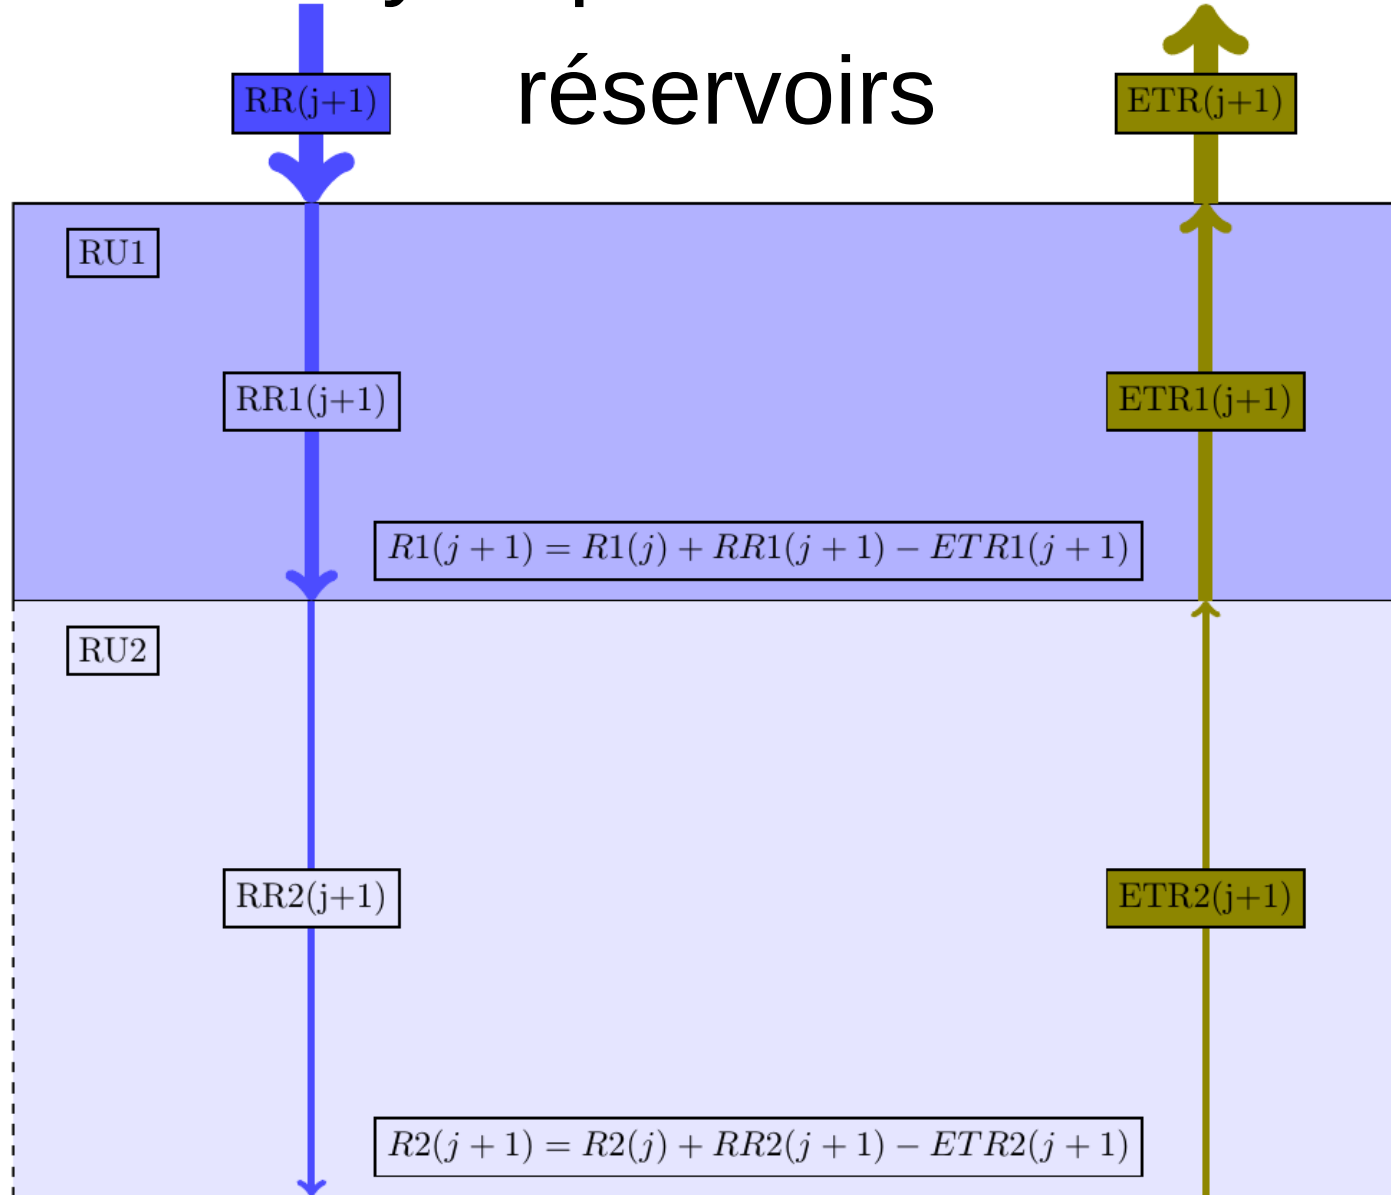 réservoirs
RR(j+1)
ETR(j+1)
RU1
RR1(j+1)
ETR1(j+1)
R1(j + 1) = R1(j) + RR1(j + 1) − ETR1(j + 1)
RU2
RR2(j+1)
ETR2(j+1)
R2(j + 1) = R2(j) + RR2(j + 1) − ETR2(j + 1)